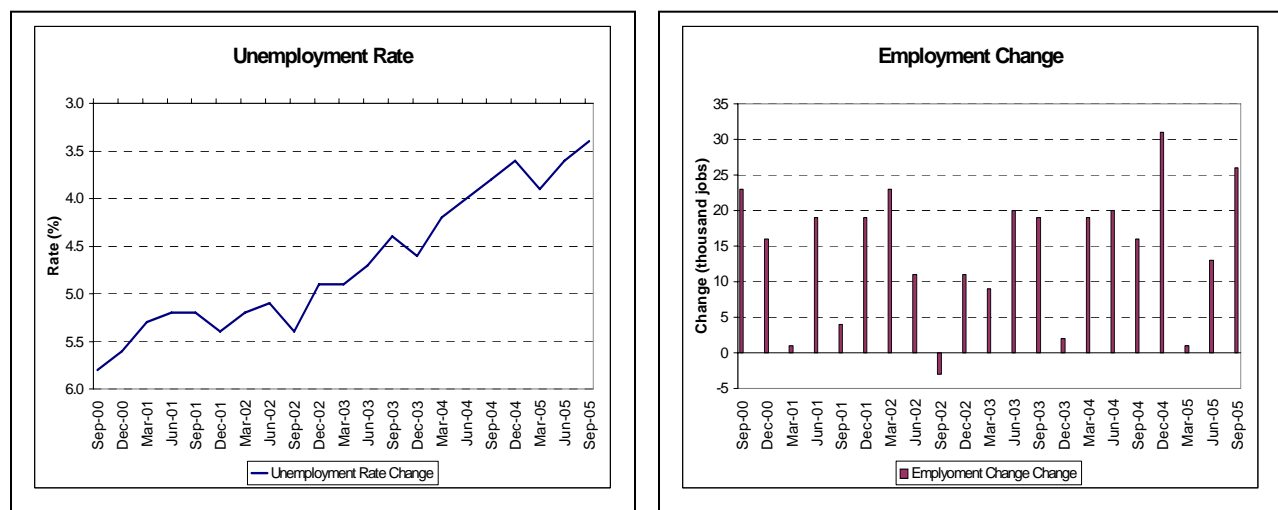 Unemployment Rate
Rate (%)
3.0
3.5
4.0
4.5
5.0
5.5
6.0
Sep-00
Dec-00
Mar-01
Jun-01
Sep-01
Dec-01
Mar-02
Jun-02
Sep-02
Dec-02
Mar-03
Jun-03
Sep-03
Dec-03
Mar-04
Jun-04
Sep-04
Dec-04
Mar-05
Jun-05
Sep-05
Unemployment Rate Change
Employment Change
Change (thousand jobs)
35
30
25
20
15
10
5
0
-5
Sep-00
Dec-00
Mar-01
Jun-01
Sep-01
Dec-01
Mar-02
Jun-02
Sep-02
Dec-02
Mar-03
Jun-03
Sep-03
Dec-03
Mar-04
Jun-04
Sep-04
Dec-04
Mar-05
Jun-05
Sep-05
Emplyoment Change Change